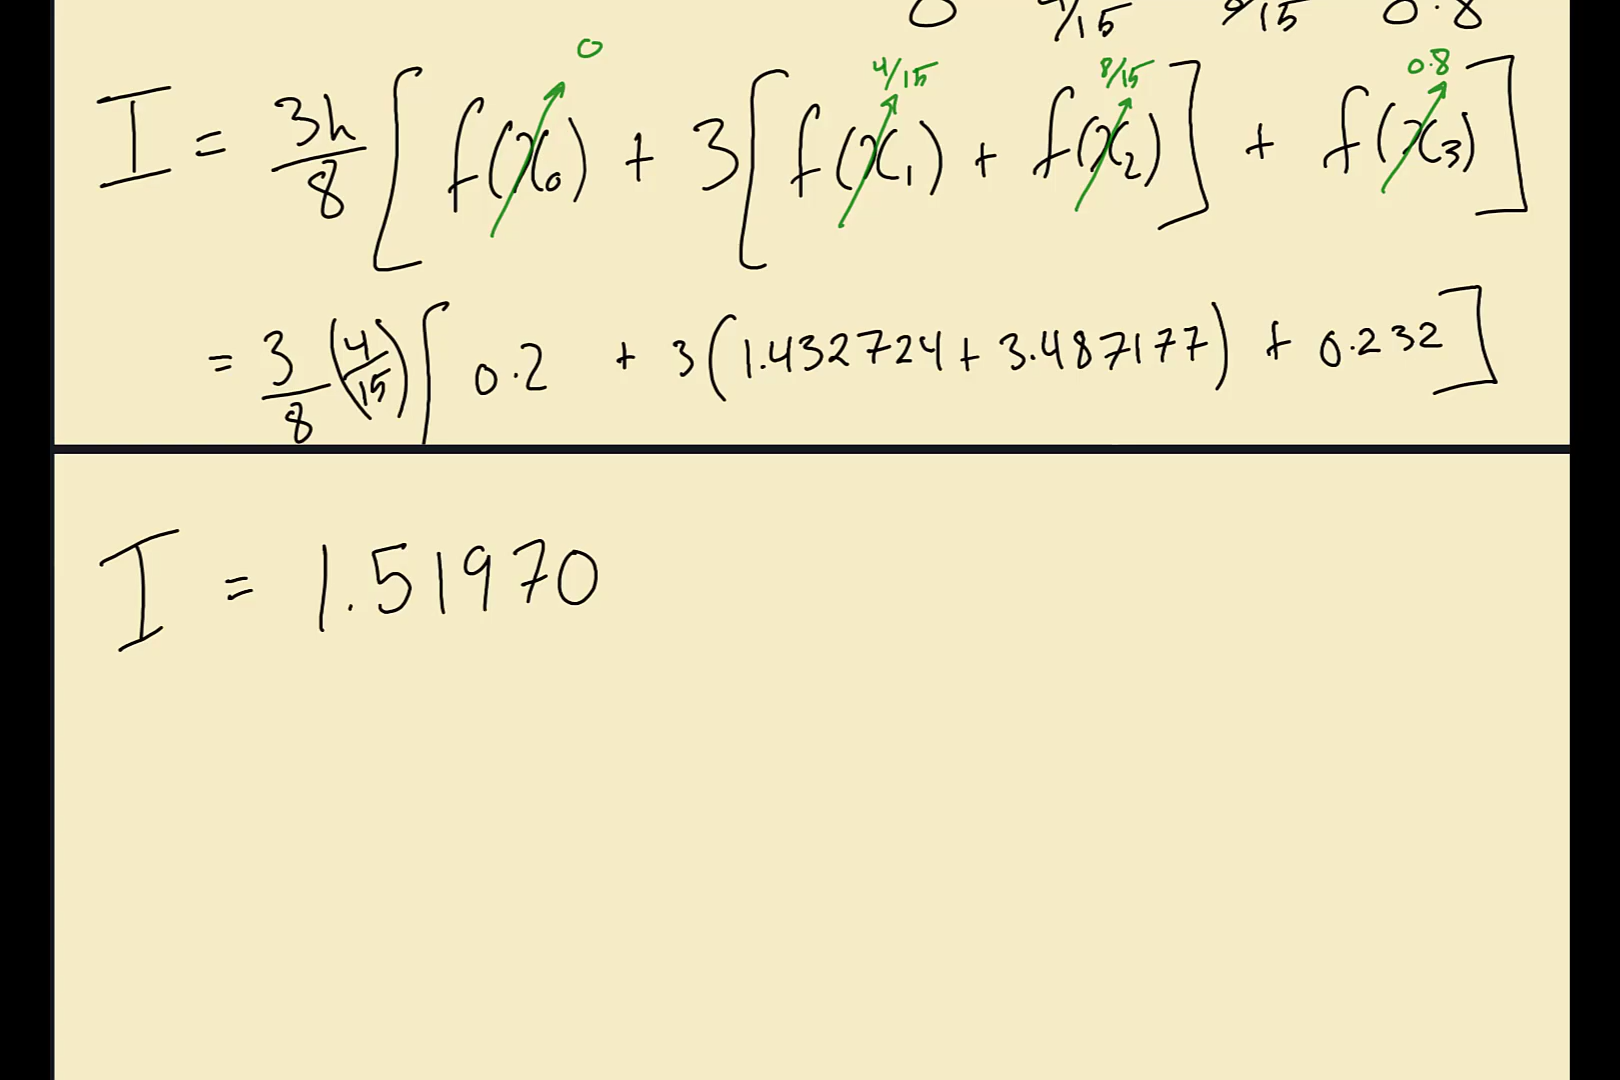 0 4/15 8/15 0.8
0 4/15 8/15 0.8
I = 3h/8 [ f(x₀) + 3[ f(x₁) + f(x₂) ] + f(x₃) ]
= 3/8 (4/15) [ 0.2 + 3(1.432724 + 3.487177) + 0.232 ]
I = 1.51970